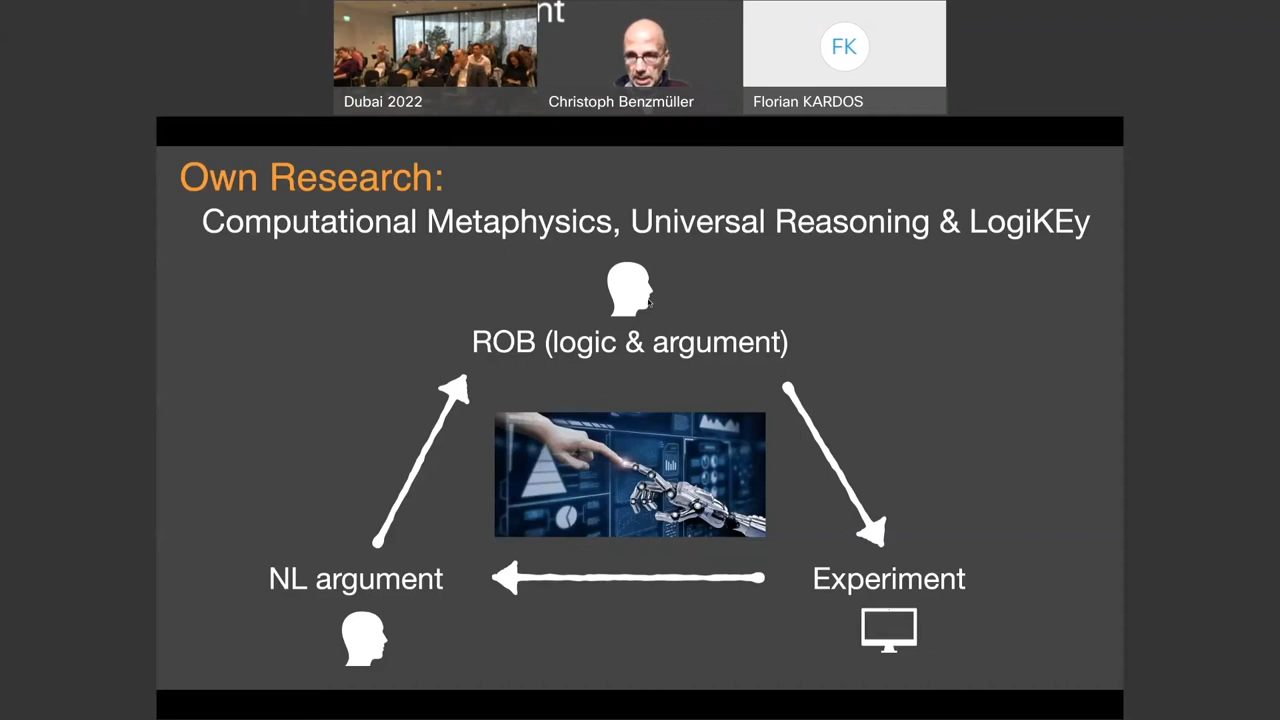 nt
FK
Dubai 2022
Christoph Benzmüller
Florian KARDOS
Own Research:
Computational Metaphysics, Universal Reasoning & LogiKEy
ROB (logic & argument)
NL argument
Experiment